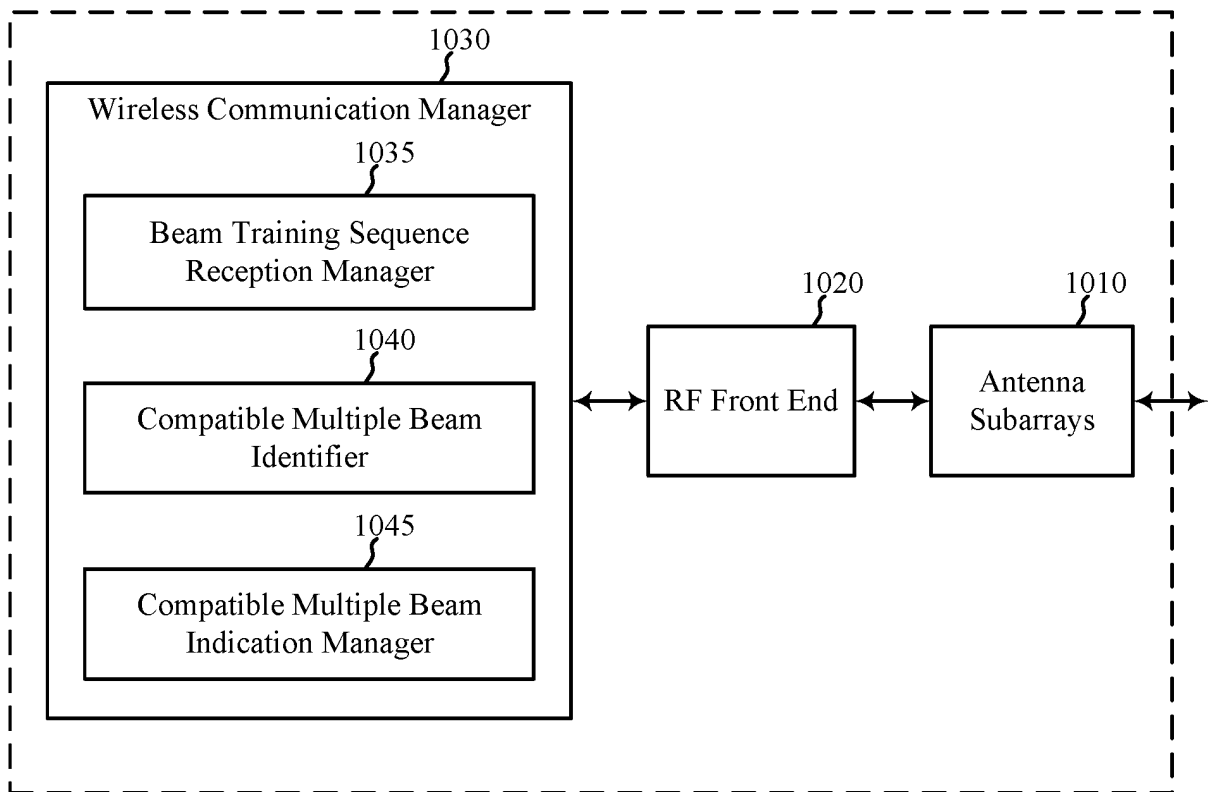 1030
Wireless Communication Manager
1035
Beam Training Sequence
Reception Manager
1040
Compatible Multiple Beam
Identifier
1045
Compatible Multiple Beam
Indication Manager
1020
RF Front End
1010
Antenna
Subarrays